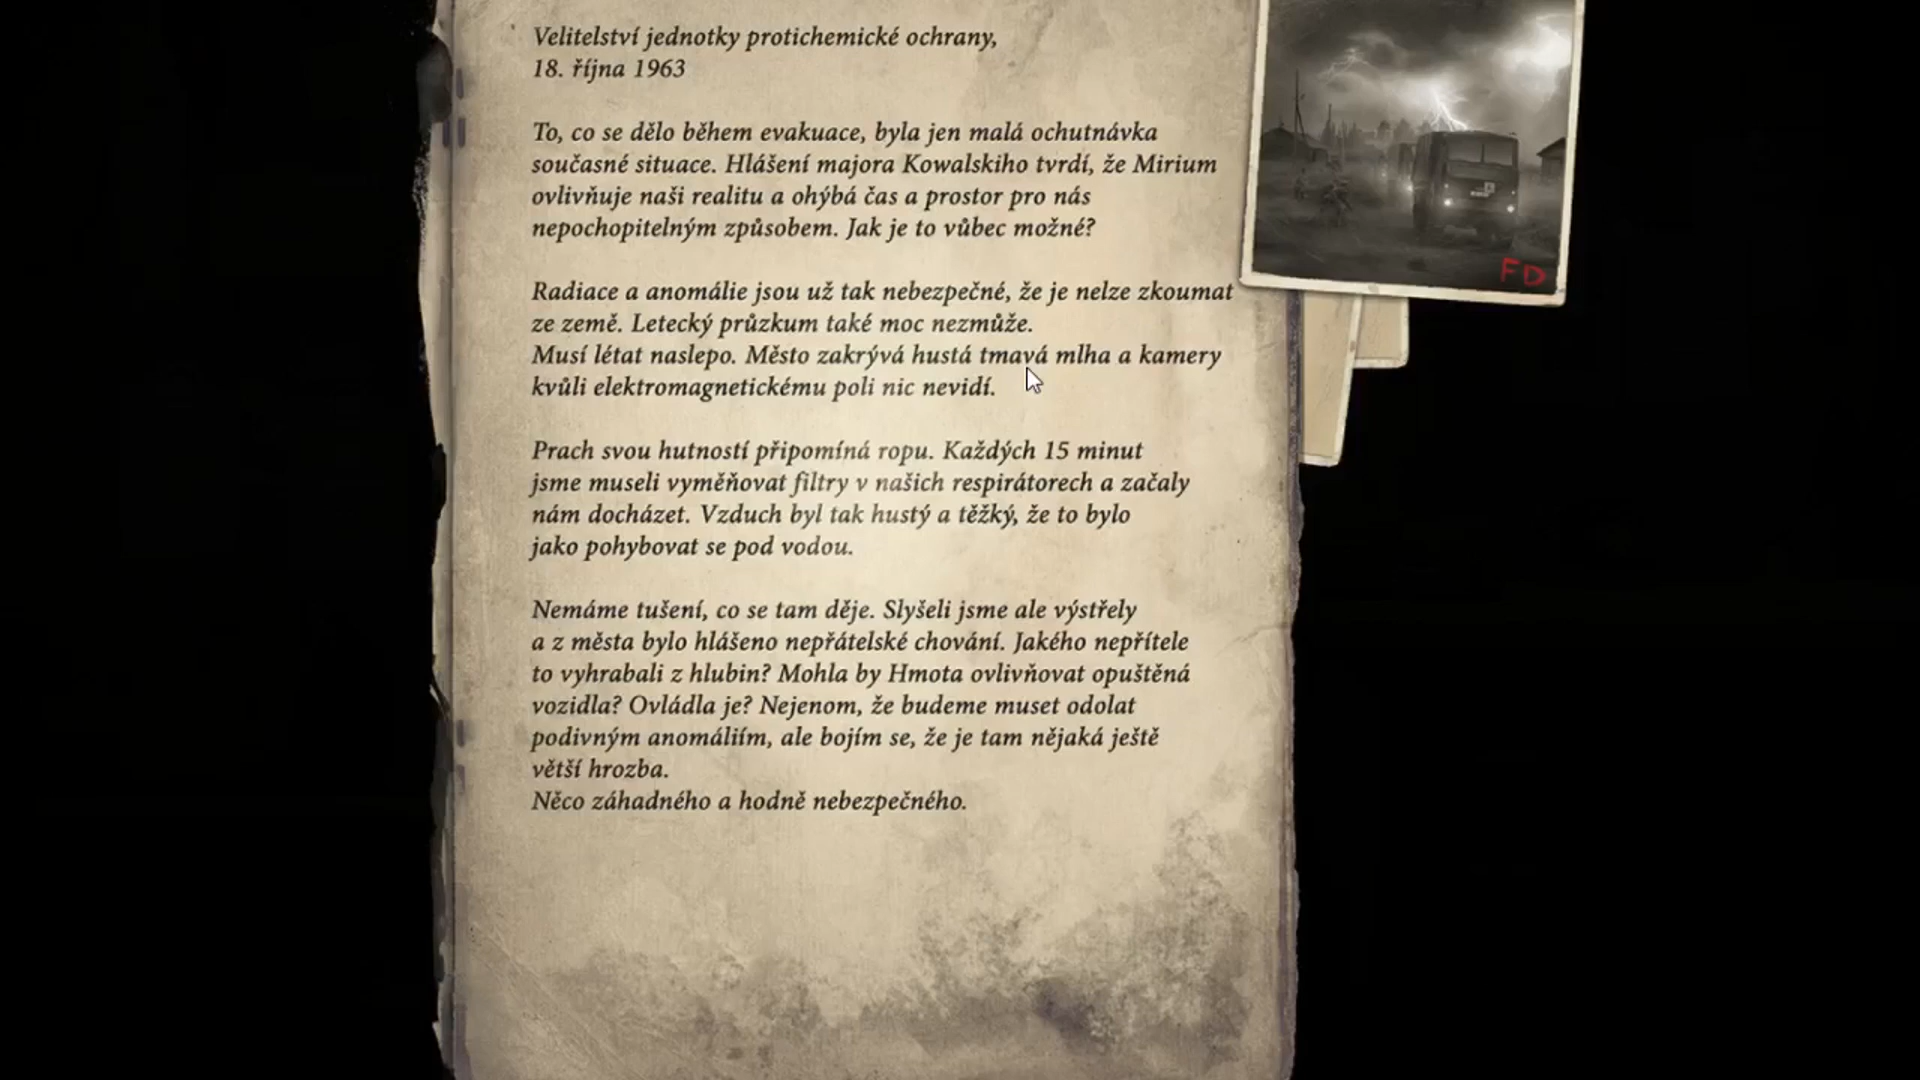 Velitelství jednotky protichemické ochrany,
18. října 1963
To, co se dělo během evakuace, byla jen malá ochutnávka
současné situace. Hlášení majora Kowalskiho tvrdí, že Mirium
ovlivňuje naši realitu a ohýbá čas a prostor pro nás
nepochopitelným způsobem. Jak je to vůbec možné?
Radiace a anomálie jsou už tak nebezpečné, že je nelze zkoumat
ze země. Letecký průzkum také moc nezmůže.
Musí létat naslepo. Město zakrývá hustá tmavá mlha a kamery
kvůli elektromagnetickému poli nic nevidí.
Prach svou hutností připomíná ropu. Každých 15 minut
jsme museli vyměňovat filtry v našich respirátorech a začaly
nám docházet. Vzduch byl tak hustý a těžký, že to bylo
jako pohybovat se pod vodou.
Nemáme tušení, co se tam děje. Slyšeli jsme ale výstřely
a z města bylo hlášeno nepřátelské chování. Jakého nepřítele
to vyhrabali z hlubin? Mohla by Hmota ovlivňovat opuštěná
vozidla? Ovládla je? Nejenom, že budeme muset odolat
podivným anomáliím, ale bojím se, že je tam nějaká ještě
větší hrozba.
Něco záhadného a hodně nebezpečného.
FD